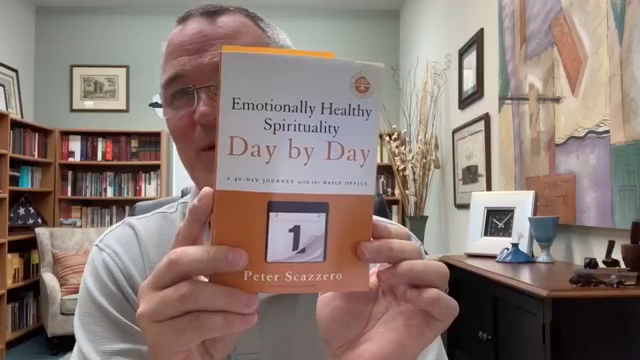 Emotionally Healthy
Spirituality
Day by Day
A 40-DAY JOURNEY with the DAILY OFFICE
1
Peter Scazzero